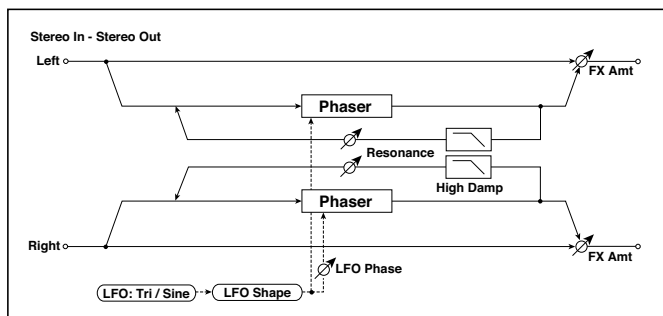 Stereo In - Stereo Out
Left
FX Amt
Phaser
Resonance
High Damp
Phaser
Right
FX Amt
LFO Phase
LFO: Tri / Sine
LFO Shape